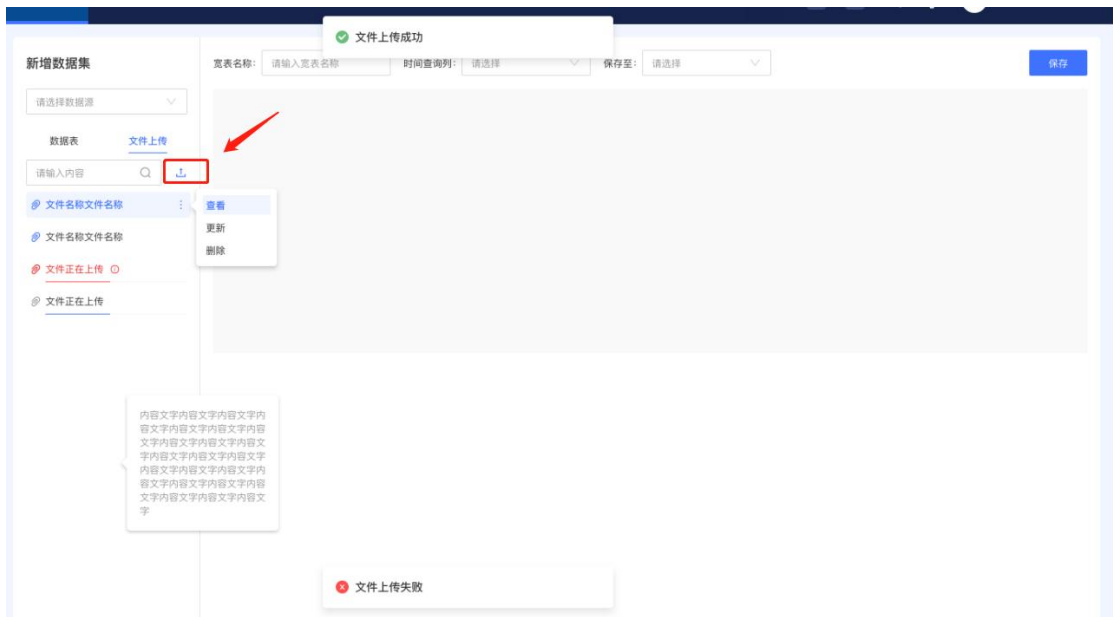 文件上传成功
新增数据集
宽表名称: 请输入宽表名称 时间查询列: 请选择 保存至: 请选择 保存
请选择数据源
数据表 文件上传
请输入内容
文件名称文件名称
查看
更新
删除
文件名称文件名称
文件正在上传
文件正在上传
内容文字内容文字内容文字内
容文字内容文字内容文字内容
文字内容文字内容文字内容文
字内容文字内容文字内容文字
内容文字内容文字内容文字内
容文字内容文字内容文字内容
文字内容文字内容文字内容文
字
文件上传失败